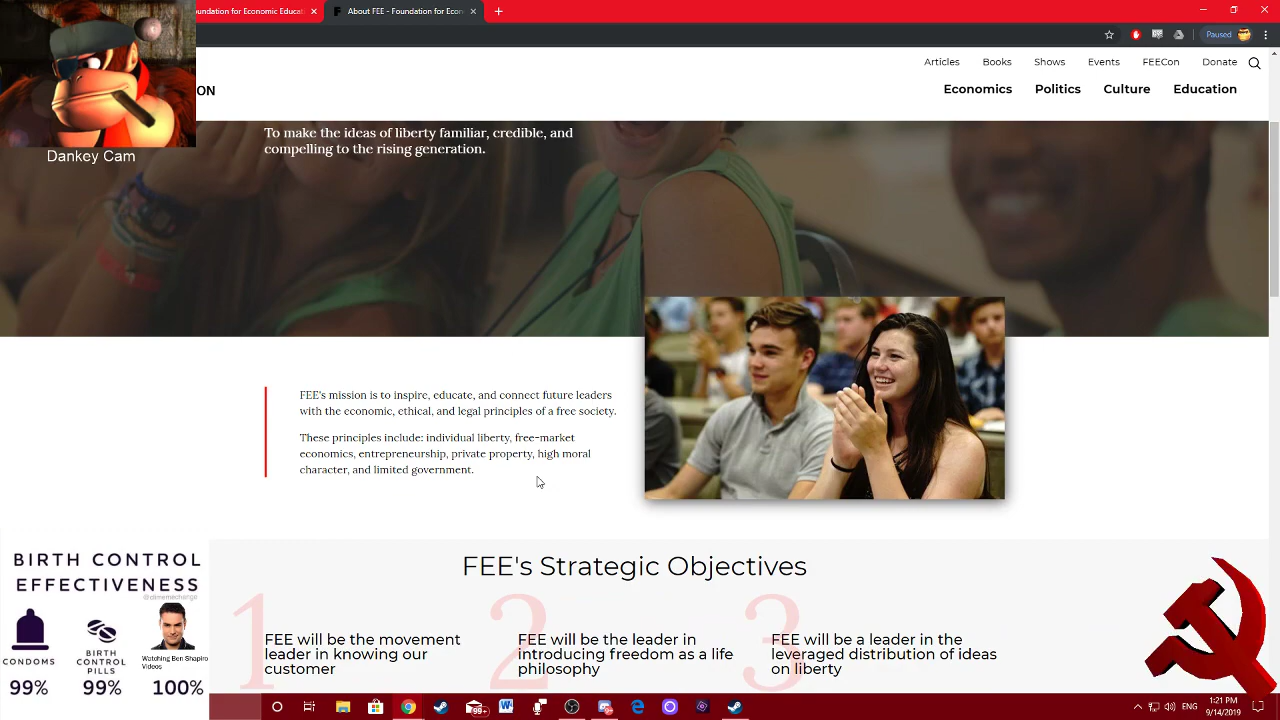 undation for Economic Educati
About FEE - Foundation for Econ
Paused
Articles Books Shows Events FEECon Donate
ON
Economics Politics Culture Education
To make the ideas of liberty familiar, credible, and
compelling to the rising generation.
Dankey Cam
FEE's mission is to inspire, educate, and connect future leaders
with the economic, ethical, and legal principles of a free society.
These principles include: individual liberty, free-market
economics, entrepreneurship, private property, high moral
character, and limited government.
BIRTH CONTROL
EFFECTIVENESS
@dimemechange
CONDOMS
99%
BIRTH
CONTROL
PILLS
99%
Watching Ben Shapiro
Videos
100%
FEE's Strategic Objectives
1
FEE will be the movement
leader in knowing our
customer
2
FEE will be the leader in
introducing freedom as a life
philosophy
3
FEE will be a leader in the
leveraged distribution of ideas
on liberty
99+
ENG
1:21 PM
9/14/2019